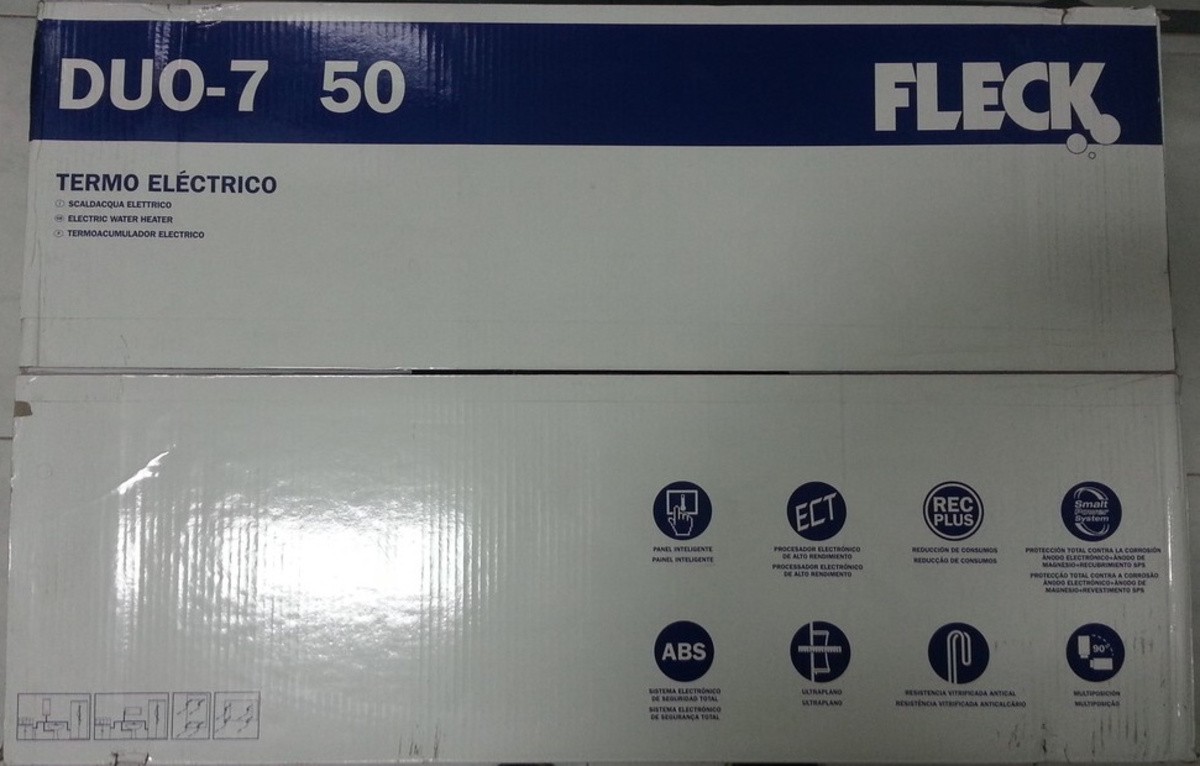 DUO-7 50
FLECK
TERMO ELÉCTRICO
I SCALDACQUA ELETTRICO
GB ELECTRIC WATER HEATER
P TERMOACUMULADOR ELECTRICO
PANEL INTELIGENTE
PAINEL INTELIGENTE
ECT
PROCESADOR ELECTRÓNICO
DE ALTO RENDIMIENTO
PROCESSADOR ELECTRÓNICO
DE ALTO RENDIMENTO
REC
PLUS
REDUCCIÓN DE CONSUMOS
REDUCÇÃO DE CONSUMOS
Smalt
Power
System
PROTECCIÓN TOTAL CONTRA LA CORROSIÓN
ÁNODO ELECTRÓNICO+ÁNODO DE
MAGNESIO+RECUBRIMIENTO SPS
PROTECÇÃO TOTAL CONTRA A CORROSÃO
ÂNODO ELECTRÓNICO+ÂNODO DE
MAGNESIO+REVESTIMENTO SPS
ABS
SISTEMA ELECTRÓNICO
DE SEGURIDAD TOTAL
SISTEMA ELECTRÓNICO
DE SEGURANÇA TOTAL
ULTRAPLANO
ULTRAPLANO
RESISTENCIA VITRIFICADA ANTICAL
RESISTÊNCIA VITRIFICADA ANTICALCÁRIO
90°
MULTIPOSICIÓN
MULTIPOSIÇÃO